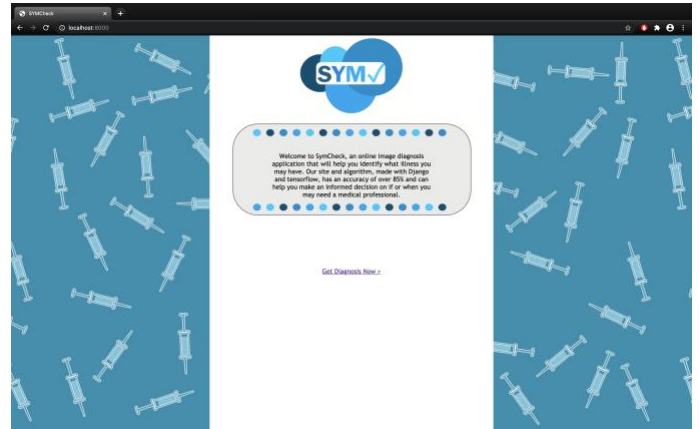 SYMCheck
localhost:8000
SYM
Welcome to SymCheck, an online image diagnosis
application that will help you identify what illness you
may have. Our site and algorithm, made with Django
and tensorflow, has an accuracy of over 85% and can
help you make an informed decision on if or when you
may need a medical professional.
Get Diagnosis Now »